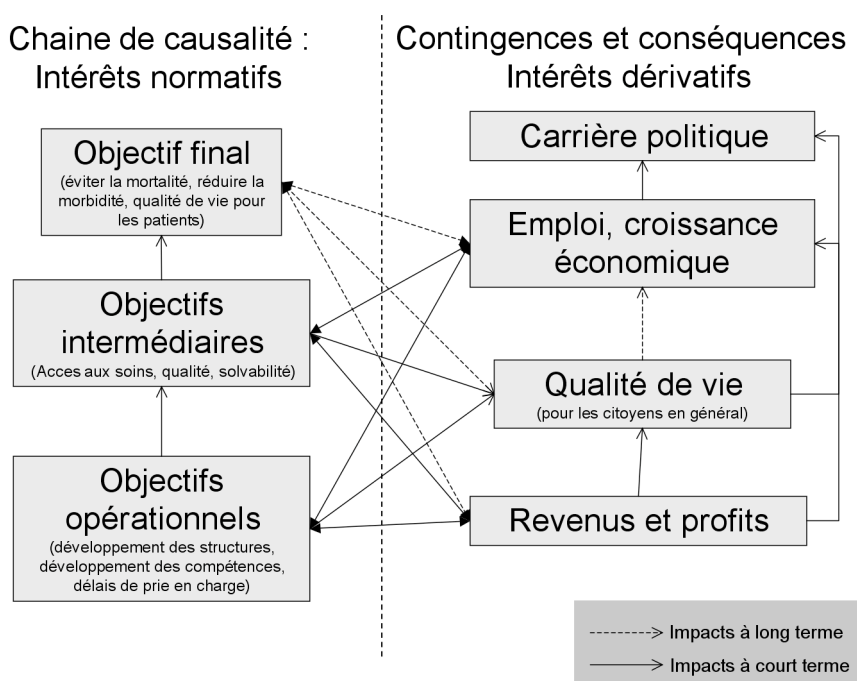 Chaine de causalité :
Intérêts normatifs
Contingences et conséquences
Intérêts dérivatifs
Objectif final
(éviter la mortalité, réduire la
morbidité, qualité de vie pour
les patients)
Objectifs
intermédiaires
(Acces aux soins, qualité, solvabilité)
Objectifs
opérationnels
(développement des structures,
développement des compétences,
délais de prie en charge)
Carrière politique
Emploi, croissance
économique
Qualité de vie
(pour les citoyens en général)
Revenus et profits
Impacts à long terme
Impacts à court terme